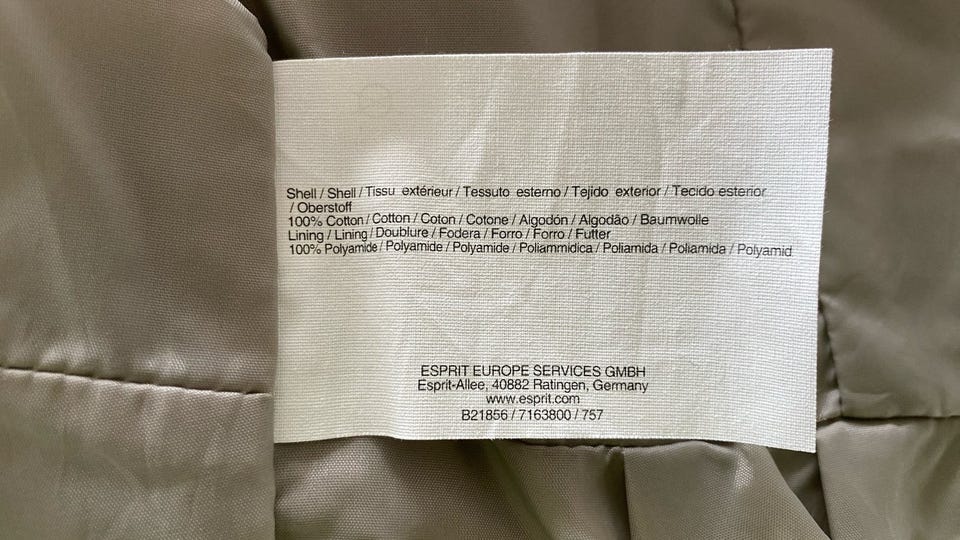 Shell / Shell / Tissu extérieur / Tessuto esterno / Tejido exterior / Tecido esterior
/ Oberstoff
100% Cotton / Cotton / Coton / Cotone / Algodón / Algodão / Baumwolle
Lining / Lining / Doublure / Fodera / Forro / Forro / Futter
100% Polyamide / Polyamide / Polyamide / Poliammidica / Poliamida / Poliamida / Polyamid
ESPRIT EUROPE SERVICES GMBH
Esprit-Allee, 40882 Ratingen, Germany
www.esprit.com
B21856 / 7163800 / 757